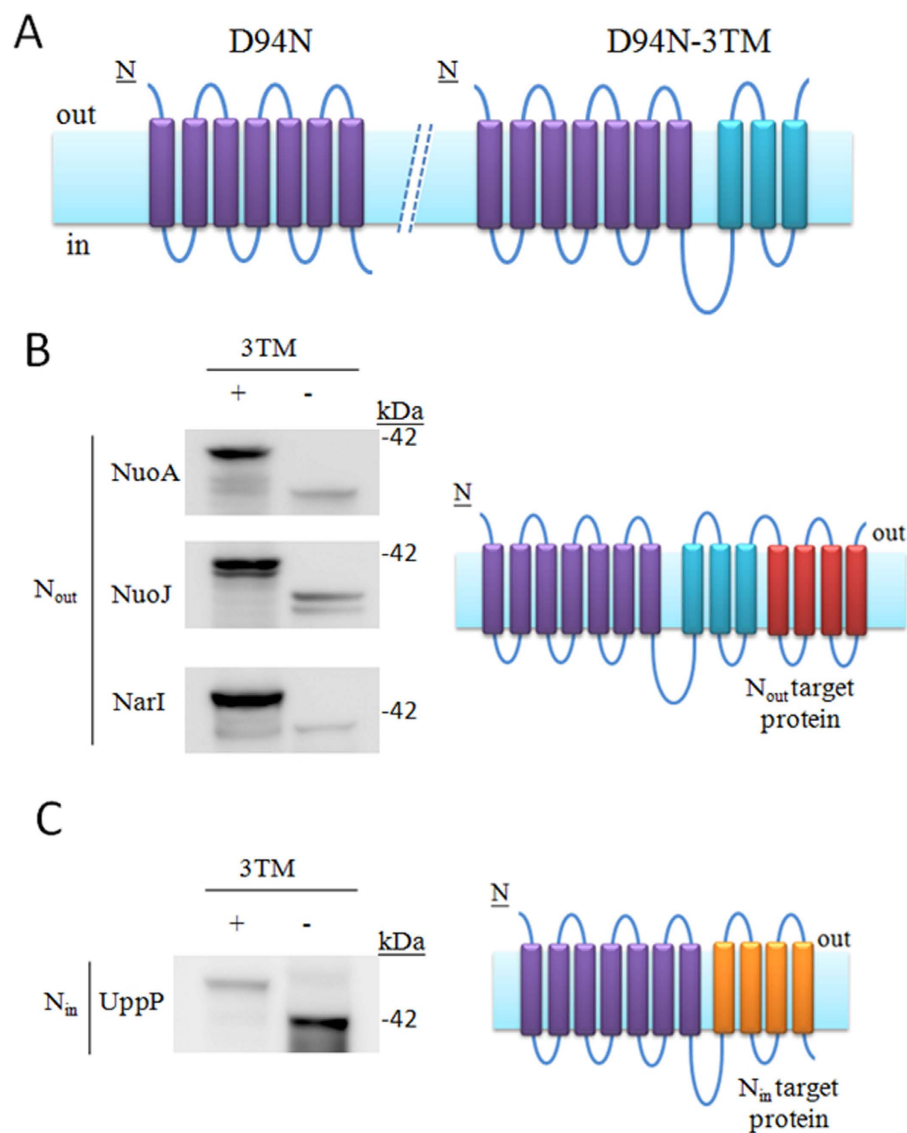 A
D94N
D94N-3TM
N
N
out
in
B
3TM
+ -
kDa
-42
NuoA
-42
Nout
NuoJ
NarI
-42
N
out
Nout target
protein
C
3TM
+ -
kDa
Nin
UppP
-42
N
out
Nin target
protein